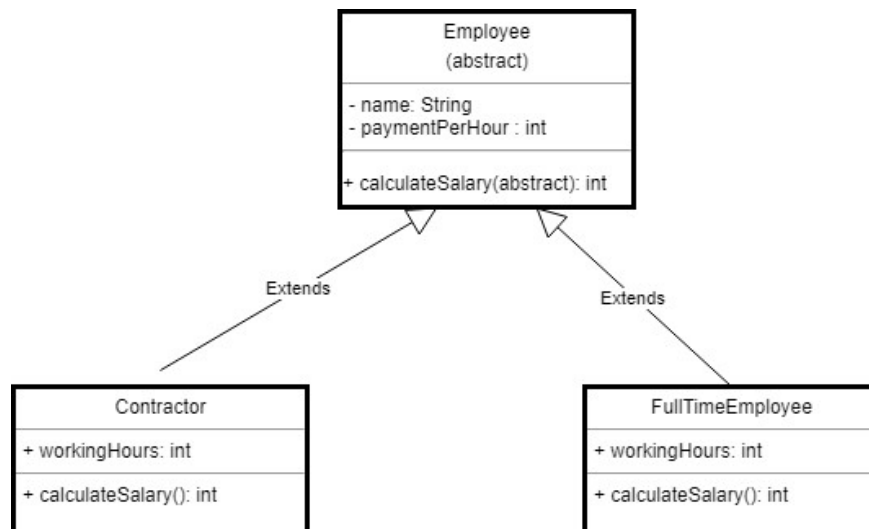 Employee
(abstract)
- name: String
- paymentPerHour : int
+ calculateSalary(abstract): int
Extends
Extends
Contractor
+ workingHours: int
+ calculateSalary(): int
FullTimeEmployee
+ workingHours: int
+ calculateSalary(): int